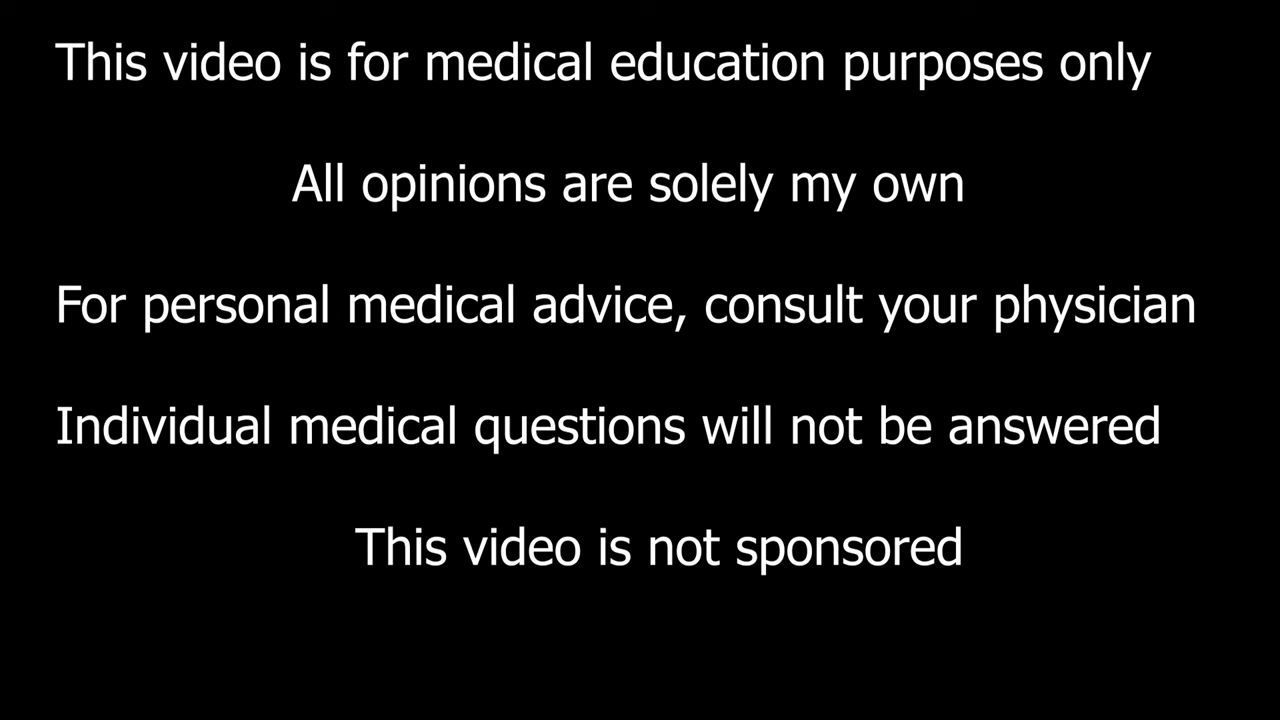 This video is for medical education purposes only
All opinions are solely my own
For personal medical advice, consult your physician
Individual medical questions will not be answered
This video is not sponsored